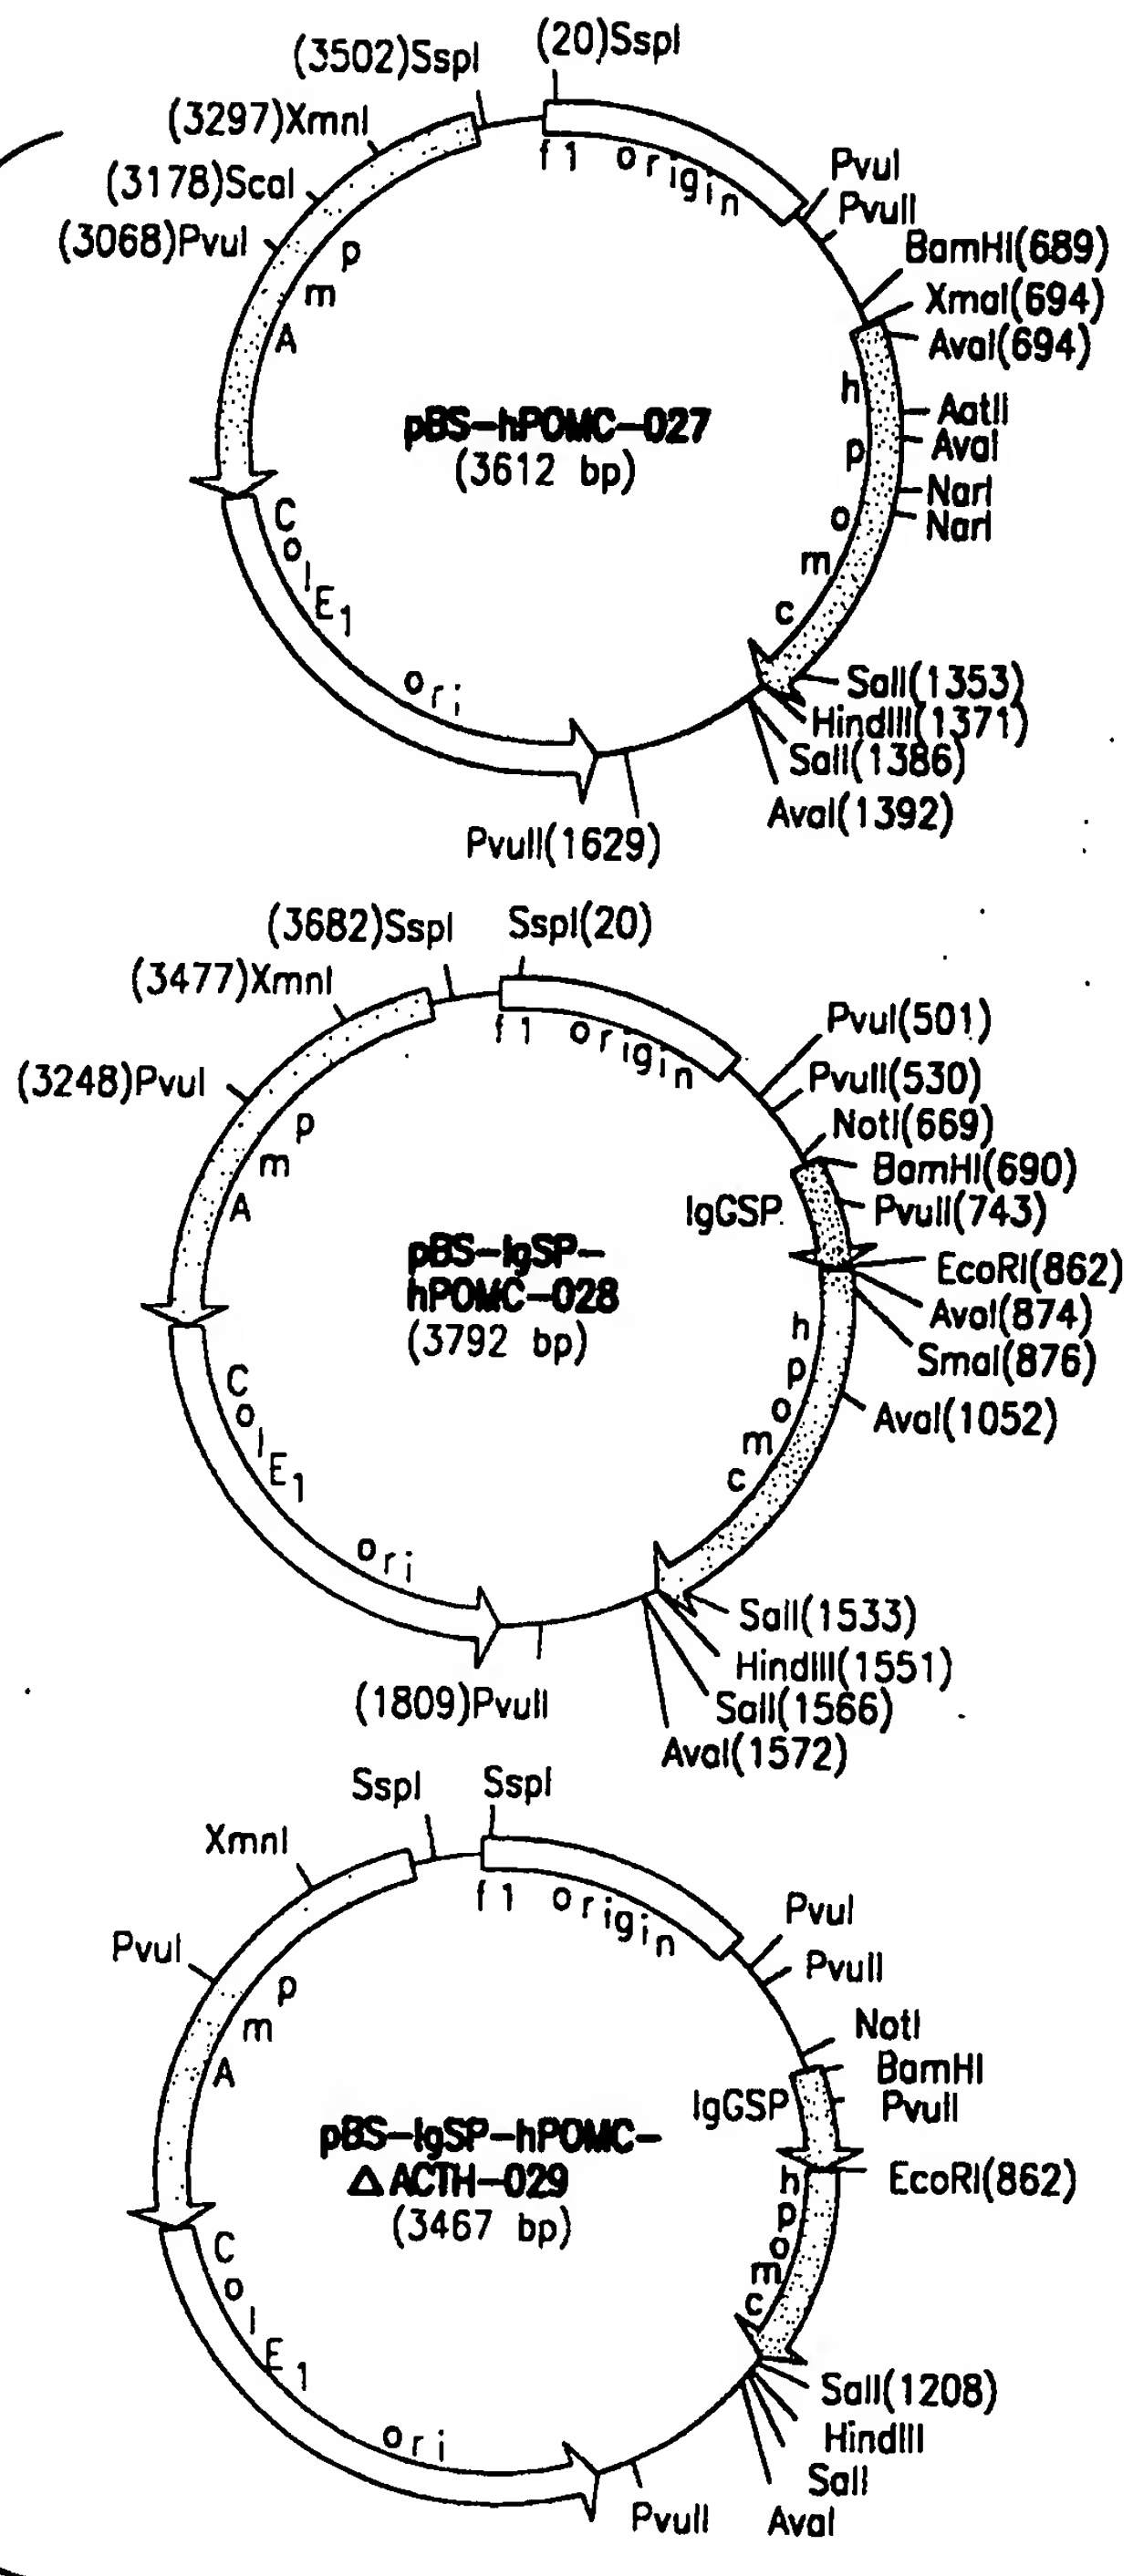 (3502)SspI
(20)SspI
(3297)XmnI
(3178)ScaI
(3068)PvuI
f1 origin
PvuI
PvuII
BamHI(689)
XmaI(694)
AvaI(694)
Amp
hpomc
AatII
AvaI
NarI
NarI
pBS-hPOMC-027
(3612 bp)
ColE1 ori
SalI(1353)
HindIII(1371)
SalI(1386)
AvaI(1392)
PvuII(1629)
(3682)SspI
SspI(20)
(3477)XmnI
(3248)PvuI
f1 origin
PvuI(501)
PvuII(530)
NotI(669)
BamHI(690)
PvuII(743)
IgGSP
Amp
EcoRI(862)
AvaI(874)
SmaI(876)
AvaI(1052)
hpomc
pBS-IgSP-
hPOMC-028
(3792 bp)
ColE1 ori
SalI(1533)
HindIII(1551)
SalI(1566)
AvaI(1572)
(1809)PvuII
SspI
SspI
XmnI
PvuI
f1 origin
PvuI
PvuII
NotI
BamHI
PvuII
IgGSP
Amp
EcoRI(862)
hpomc
pBS-IgSP-hPOMC-
ΔACTH-029
(3467 bp)
ColE1 ori
SalI(1208)
HindIII
SalI
AvaI
PvuII